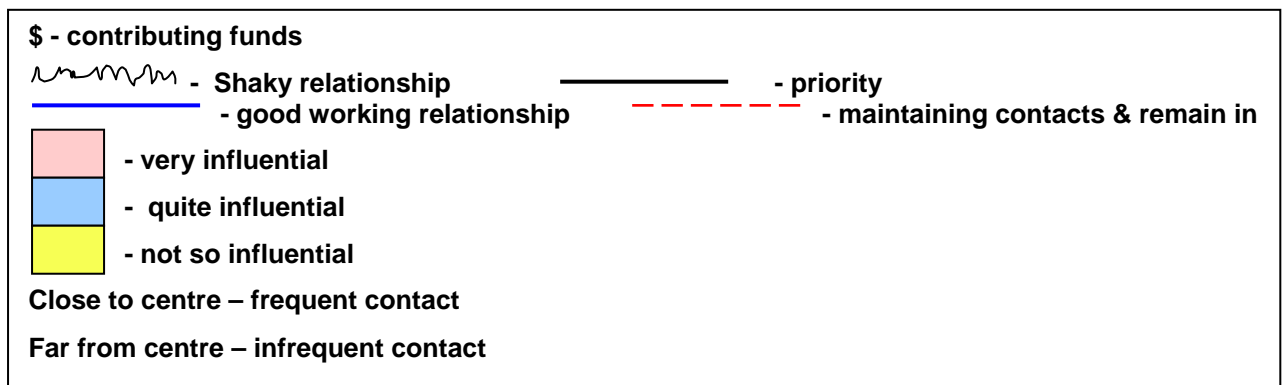 $ - contributing funds
- Shaky relationship - priority
- good working relationship - maintaining contacts & remain in
- very influential
- quite influential
- not so influential
Close to centre – frequent contact
Far from centre – infrequent contact